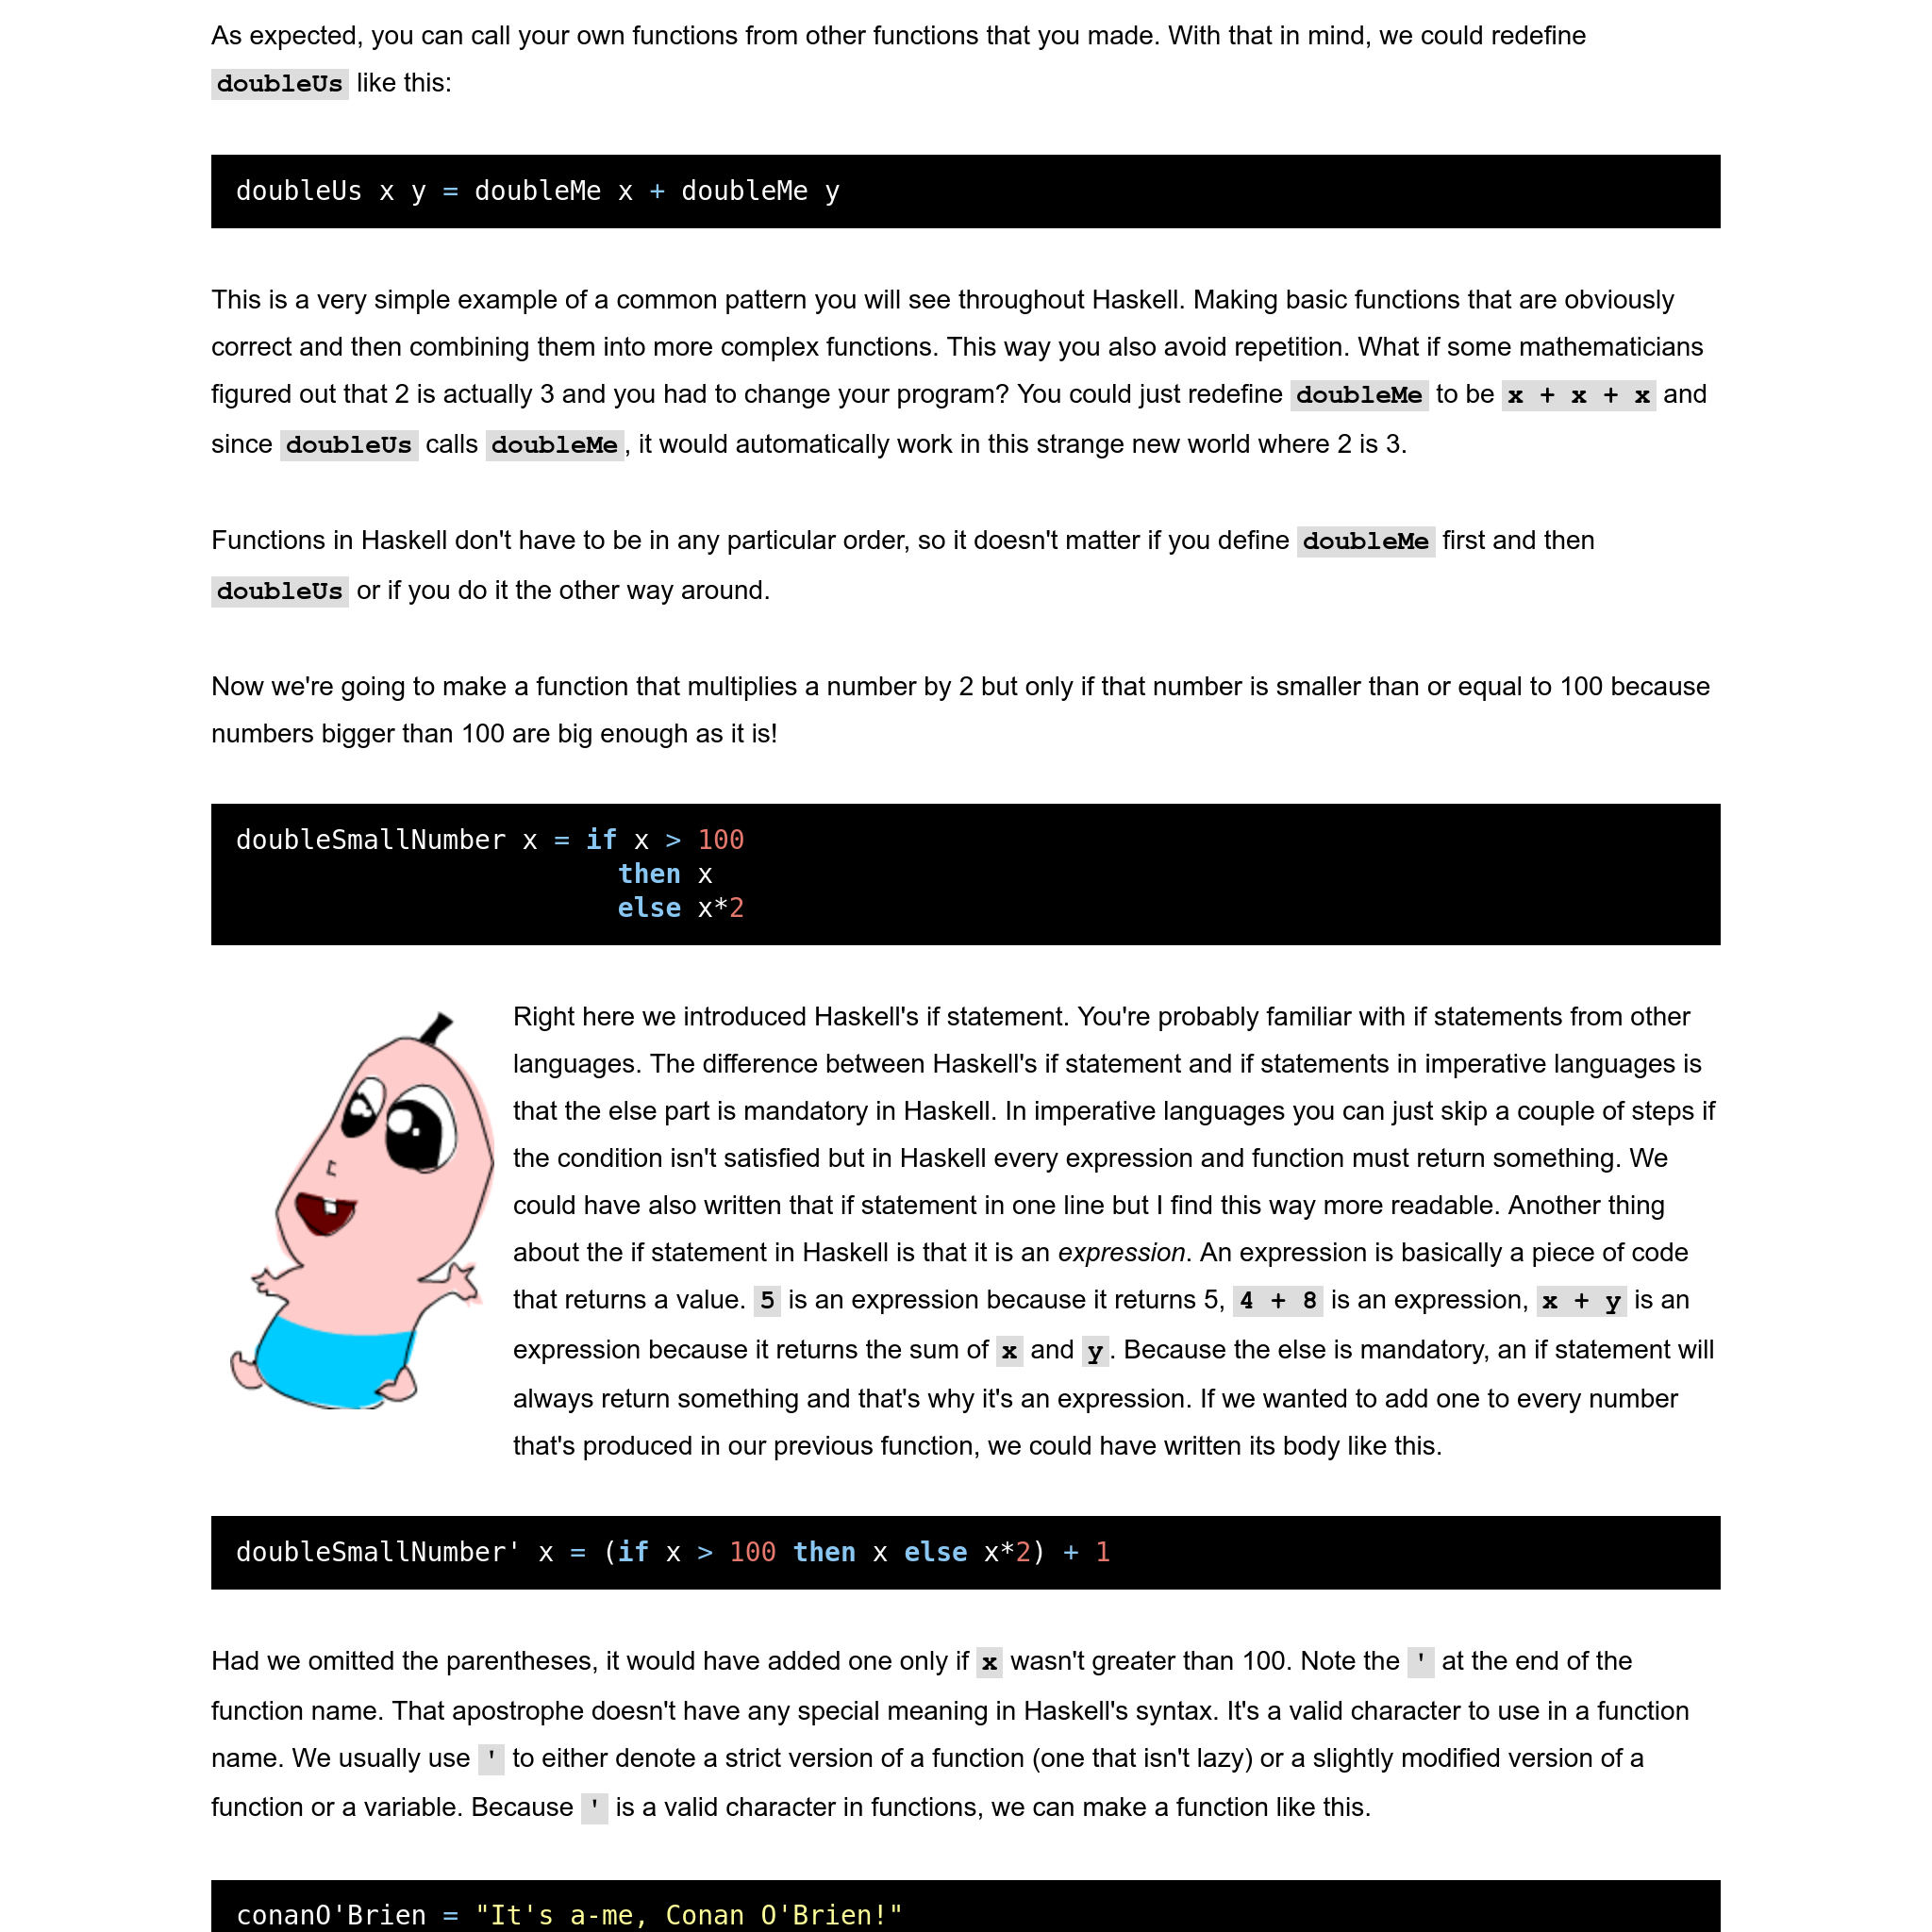 As expected, you can call your own functions from other functions that you made. With that in mind, we could redefine
doubleUs like this:
doubleUs x y = doubleMe x + doubleMe y
This is a very simple example of a common pattern you will see throughout Haskell. Making basic functions that are obviously
correct and then combining them into more complex functions. This way you also avoid repetition. What if some mathematicians
figured out that 2 is actually 3 and you had to change your program? You could just redefine doubleMe to be x + x + x and
since doubleUs calls doubleMe, it would automatically work in this strange new world where 2 is 3.
Functions in Haskell don't have to be in any particular order, so it doesn't matter if you define doubleMe first and then
doubleUs or if you do it the other way around.
Now we're going to make a function that multiplies a number by 2 but only if that number is smaller than or equal to 100 because
numbers bigger than 100 are big enough as it is!
doubleSmallNumber x = if x > 100
                        then x
                        else x*2
Right here we introduced Haskell's if statement. You're probably familiar with if statements from other
languages. The difference between Haskell's if statement and if statements in imperative languages is
that the else part is mandatory in Haskell. In imperative languages you can just skip a couple of steps if
the condition isn't satisfied but in Haskell every expression and function must return something. We
could have also written that if statement in one line but I find this way more readable. Another thing
about the if statement in Haskell is that it is an expression. An expression is basically a piece of code
that returns a value. 5 is an expression because it returns 5, 4 + 8 is an expression, x + y is an
expression because it returns the sum of x and y. Because the else is mandatory, an if statement will
always return something and that's why it's an expression. If we wanted to add one to every number
that's produced in our previous function, we could have written its body like this.
doubleSmallNumber' x = (if x > 100 then x else x*2) + 1
Had we omitted the parentheses, it would have added one only if x wasn't greater than 100. Note the ' at the end of the
function name. That apostrophe doesn't have any special meaning in Haskell's syntax. It's a valid character to use in a function
name. We usually use ' to either denote a strict version of a function (one that isn't lazy) or a slightly modified version of a
function or a variable. Because ' is a valid character in functions, we can make a function like this.
conanO'Brien = "It's a-me, Conan O'Brien!"